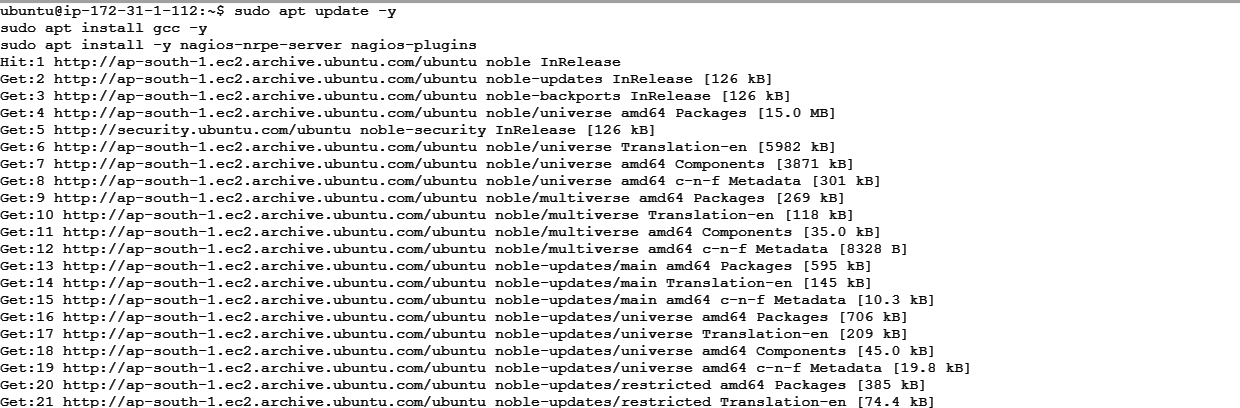 ubuntu@ip-172-31-1-112:~$ sudo apt update -y
sudo apt install gcc -y
sudo apt install -y nagios-nrpe-server nagios-plugins
Hit:1 http://ap-south-1.ec2.archive.ubuntu.com/ubuntu noble InRelease
Get:2 http://ap-south-1.ec2.archive.ubuntu.com/ubuntu noble-updates InRelease [126 kB]
Get:3 http://ap-south-1.ec2.archive.ubuntu.com/ubuntu noble-backports InRelease [126 kB]
Get:4 http://ap-south-1.ec2.archive.ubuntu.com/ubuntu noble/universe amd64 Packages [15.0 MB]
Get:5 http://security.ubuntu.com/ubuntu noble-security InRelease [126 kB]
Get:6 http://ap-south-1.ec2.archive.ubuntu.com/ubuntu noble/universe Translation-en [5982 kB]
Get:7 http://ap-south-1.ec2.archive.ubuntu.com/ubuntu noble/universe amd64 Components [3871 kB]
Get:8 http://ap-south-1.ec2.archive.ubuntu.com/ubuntu noble/universe amd64 c-n-f Metadata [301 kB]
Get:9 http://ap-south-1.ec2.archive.ubuntu.com/ubuntu noble/multiverse amd64 Packages [269 kB]
Get:10 http://ap-south-1.ec2.archive.ubuntu.com/ubuntu noble/multiverse Translation-en [118 kB]
Get:11 http://ap-south-1.ec2.archive.ubuntu.com/ubuntu noble/multiverse amd64 Components [35.0 kB]
Get:12 http://ap-south-1.ec2.archive.ubuntu.com/ubuntu noble/multiverse amd64 c-n-f Metadata [8328 B]
Get:13 http://ap-south-1.ec2.archive.ubuntu.com/ubuntu noble-updates/main amd64 Packages [595 kB]
Get:14 http://ap-south-1.ec2.archive.ubuntu.com/ubuntu noble-updates/main Translation-en [145 kB]
Get:15 http://ap-south-1.ec2.archive.ubuntu.com/ubuntu noble-updates/main amd64 c-n-f Metadata [10.3 kB]
Get:16 http://ap-south-1.ec2.archive.ubuntu.com/ubuntu noble-updates/universe amd64 Packages [706 kB]
Get:17 http://ap-south-1.ec2.archive.ubuntu.com/ubuntu noble-updates/universe Translation-en [209 kB]
Get:18 http://ap-south-1.ec2.archive.ubuntu.com/ubuntu noble-updates/universe amd64 Components [45.0 kB]
Get:19 http://ap-south-1.ec2.archive.ubuntu.com/ubuntu noble-updates/universe amd64 c-n-f Metadata [19.8 kB]
Get:20 http://ap-south-1.ec2.archive.ubuntu.com/ubuntu noble-updates/restricted amd64 Packages [385 kB]
Get:21 http://ap-south-1.ec2.archive.ubuntu.com/ubuntu noble-updates/restricted Translation-en [74.4 kB]